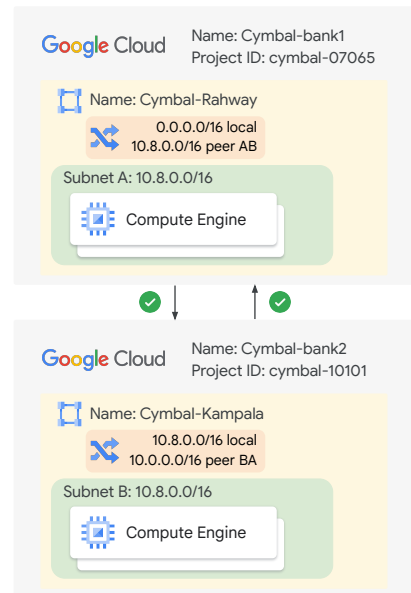 Google Cloud
Name: Cymbal-bank1
Project ID: cymbal-07065
Name: Cymbal-Rahway
0.0.0.0/16 local
10.8.0.0/16 peer AB
Subnet A: 10.8.0.0/16
Compute Engine
Google Cloud
Name: Cymbal-bank2
Project ID: cymbal-10101
Name: Cymbal-Kampala
10.8.0.0/16 local
10.0.0.0/16 peer BA
Subnet B: 10.8.0.0/16
Compute Engine